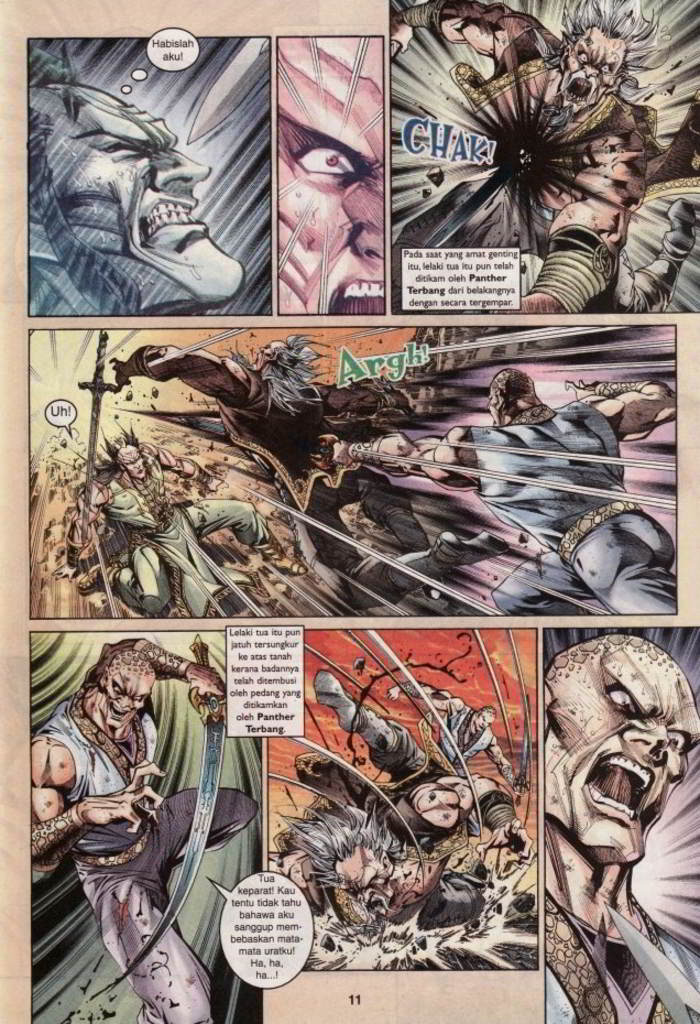 Habislah
aku!
CHAK!
Pada saat yang amat genting
itu, lelaki tua itu pun telah
ditikam oleh Panther
Terbang dari belakangnya
dengan secara tergempar.
Argh!
Uh!
Lelaki tua itu pun
jatuh tersungkur
ke atas tanah
kerana badannya
telah ditembusi
oleh pedang yang
ditikamkan oleh
Panther
Terbang.
Tua
keparat! Kau
tentu tidak tahu
bahawa aku
sanggup mem-
bebaskan mata-
mata uratku!
Ha, ha,
ha...!
11